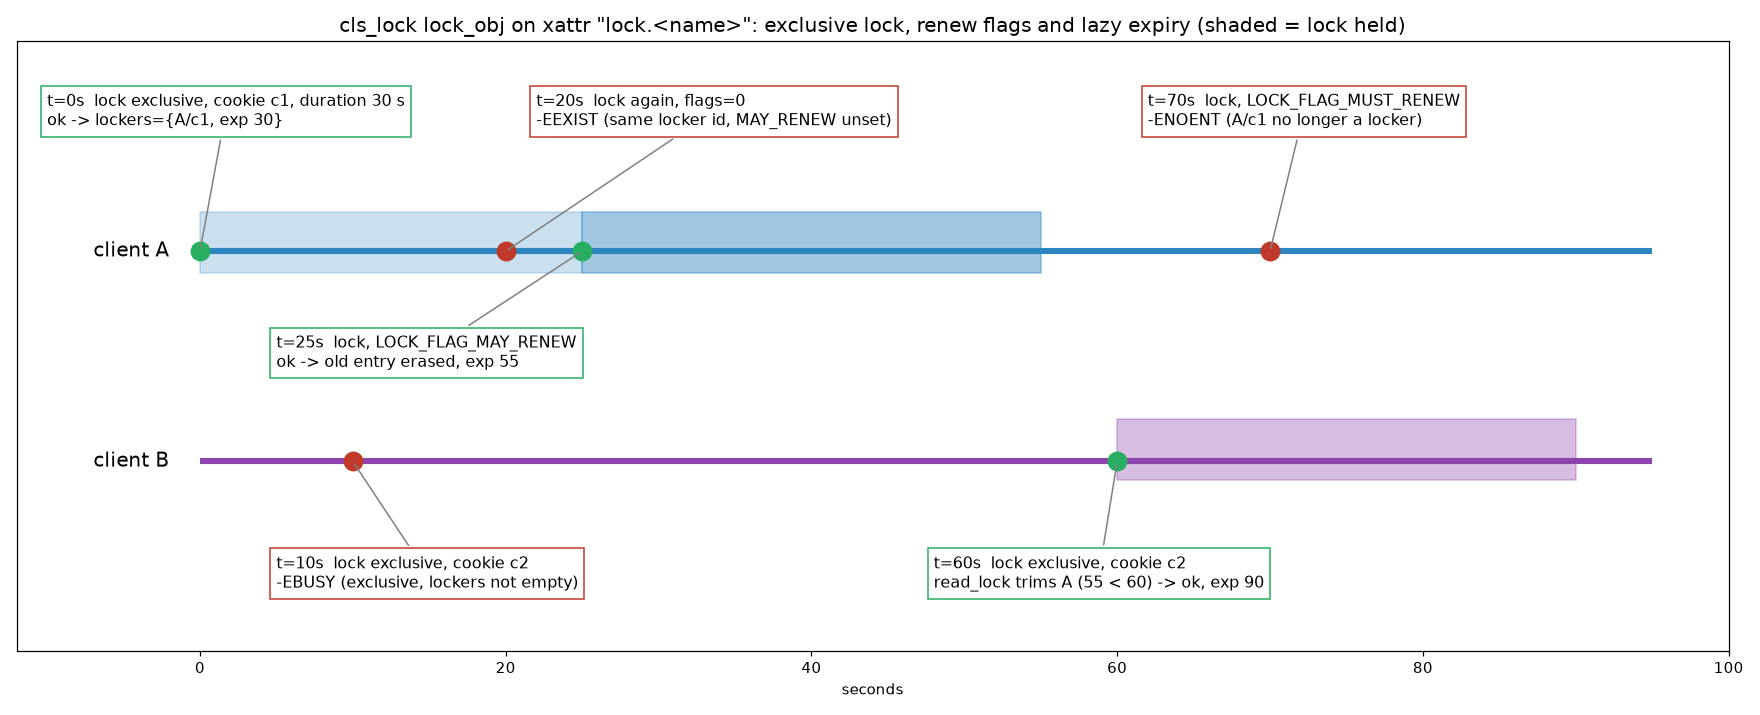 cls_lock lock_obj on xattr "lock.<name>": exclusive lock, renew flags and lazy expiry (shaded = lock held)
t=0s  lock exclusive, cookie c1, duration 30 s
ok -> lockers={A/c1, exp 30}
t=20s  lock again, flags=0
-EEXIST (same locker id, MAY_RENEW unset)
t=70s  lock, LOCK_FLAG_MUST_RENEW
-ENOENT (A/c1 no longer a locker)
client A
t=25s  lock, LOCK_FLAG_MAY_RENEW
ok -> old entry erased, exp 55
client B
t=10s  lock exclusive, cookie c2
-EBUSY (exclusive, lockers not empty)
t=60s  lock exclusive, cookie c2
read_lock trims A (55 < 60) -> ok, exp 90
0 20 40 60 80 100
seconds